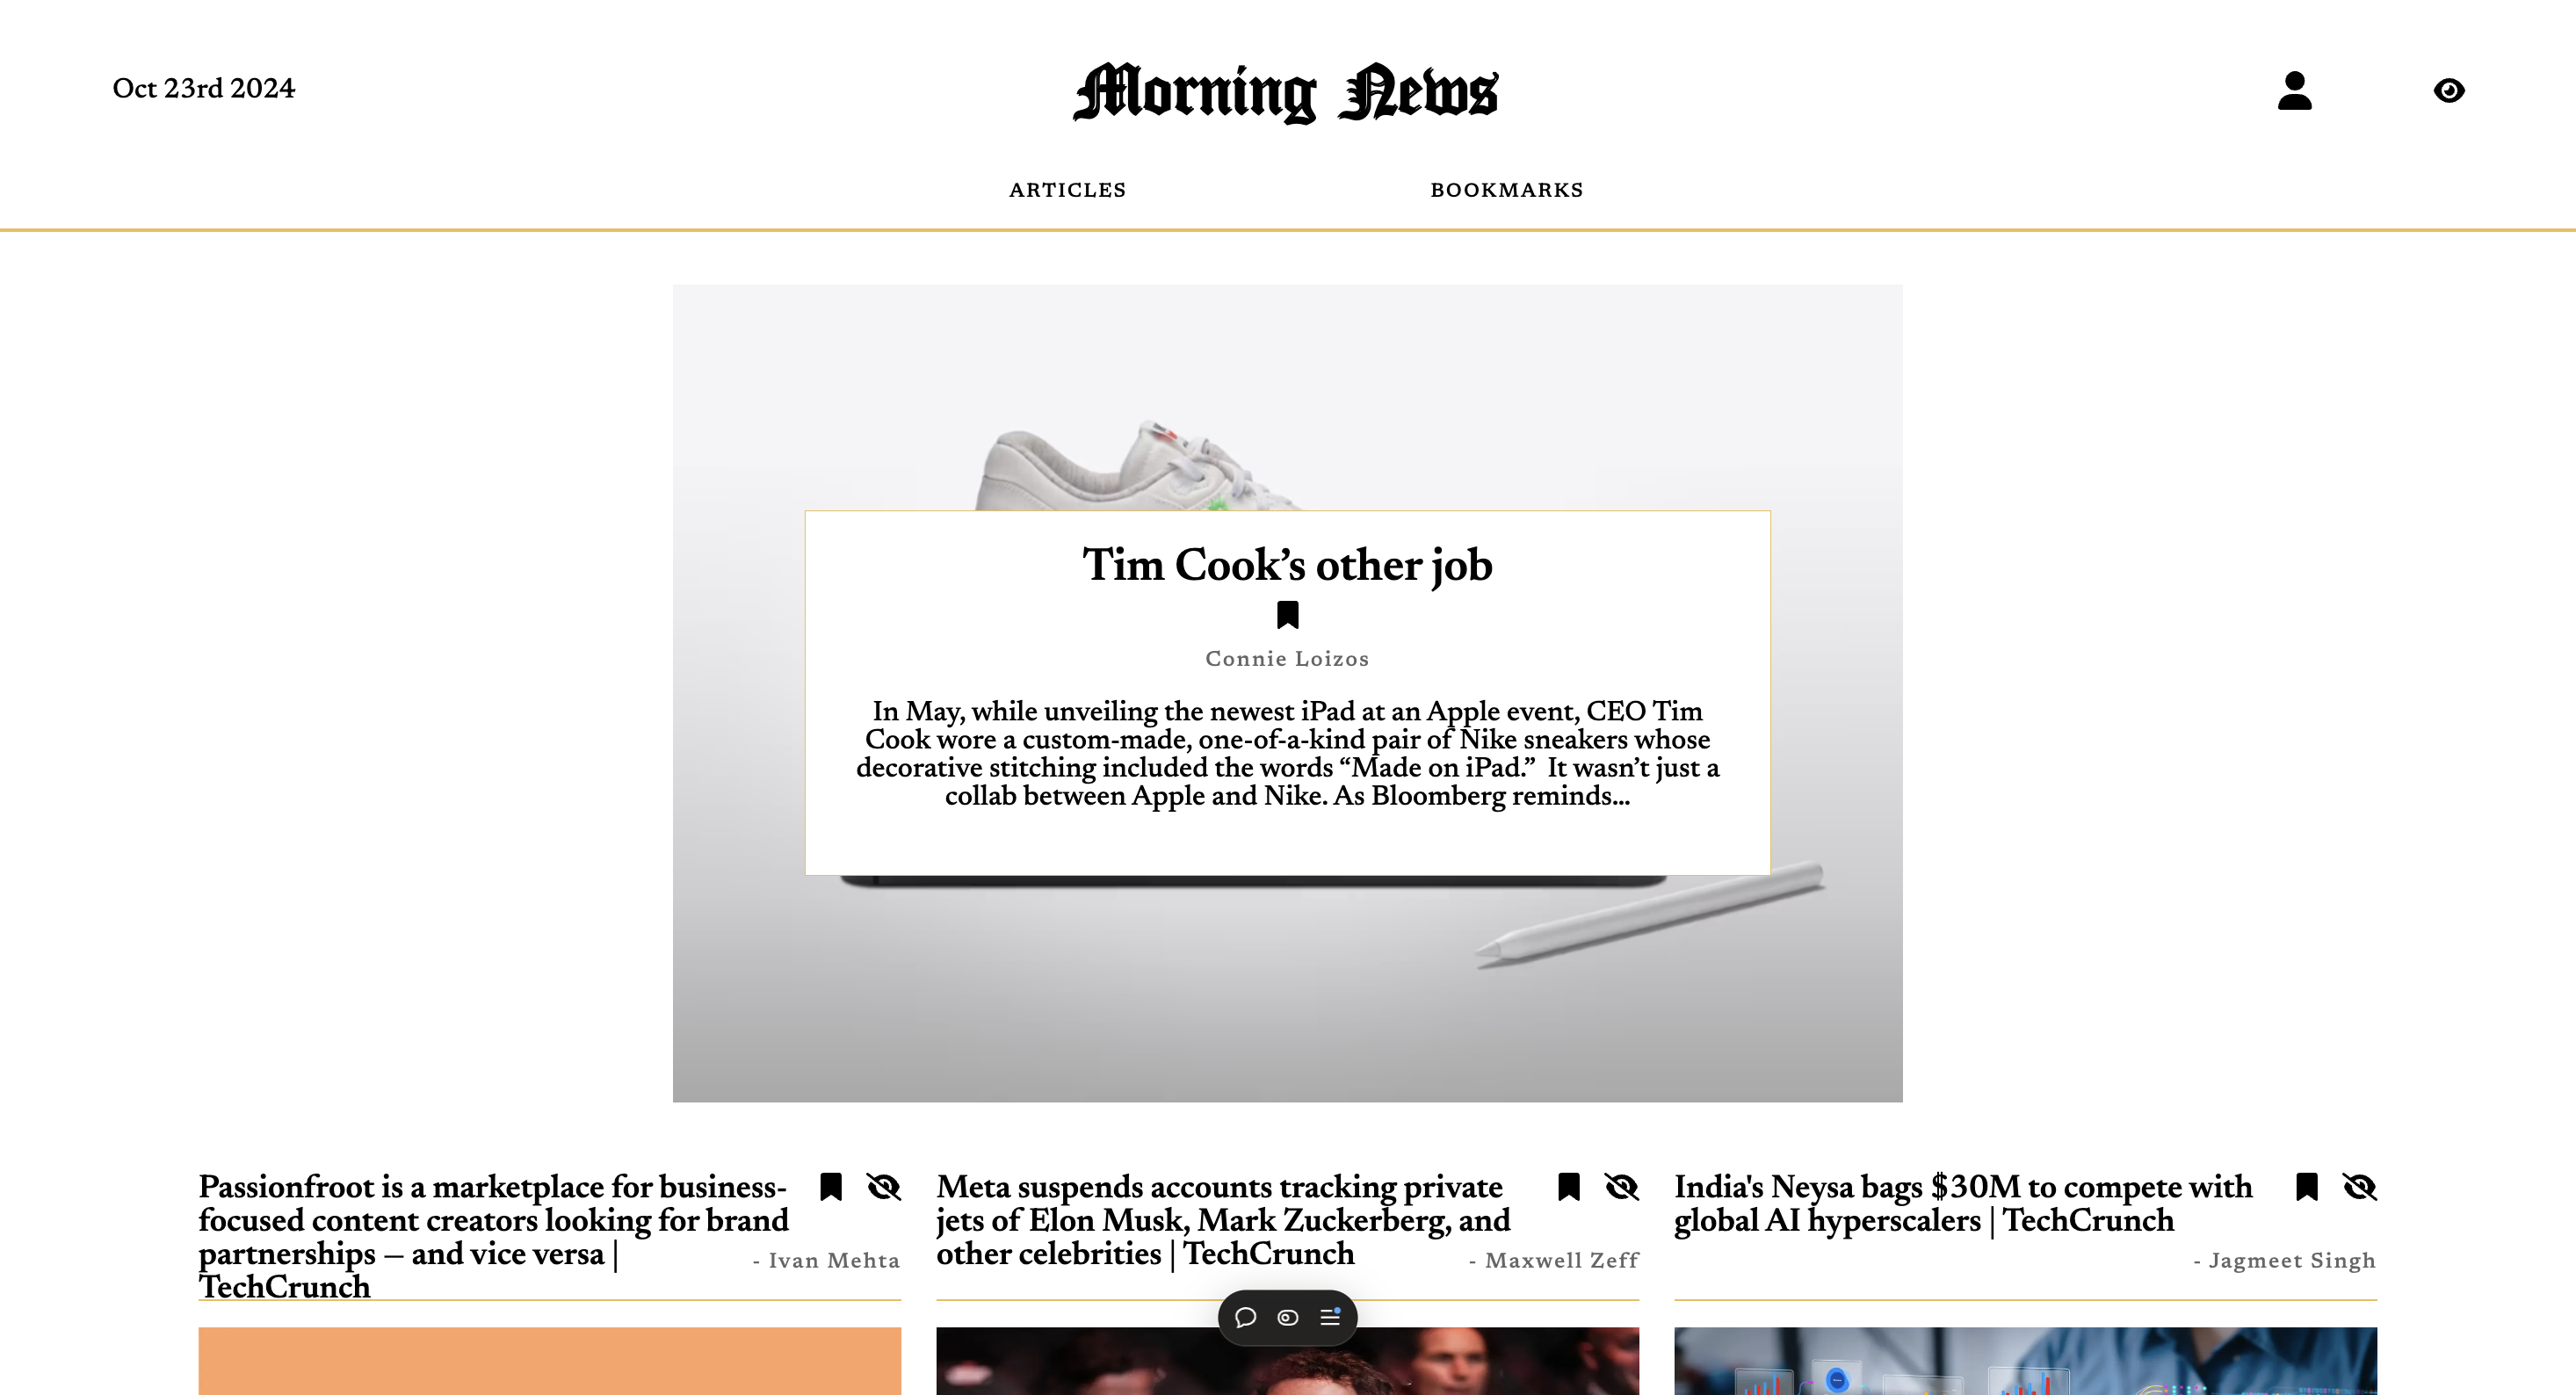 Oct 23rd 2024
Morning News
ARTICLES
BOOKMARKS
Tim Cook’s other job
Connie Loizos
In May, while unveiling the newest iPad at an Apple event, CEO Tim
Cook wore a custom-made, one-of-a-kind pair of Nike sneakers whose
decorative stitching included the words “Made on iPad.”  It wasn’t just a
collab between Apple and Nike. As Bloomberg reminds...
Passionfroot is a marketplace for business-
focused content creators looking for brand
partnerships — and vice versa |
TechCrunch
- Ivan Mehta
Meta suspends accounts tracking private
jets of Elon Musk, Mark Zuckerberg, and
other celebrities | TechCrunch
- Maxwell Zeff
India's Neysa bags $30M to compete with
global AI hyperscalers | TechCrunch
- Jagmeet Singh